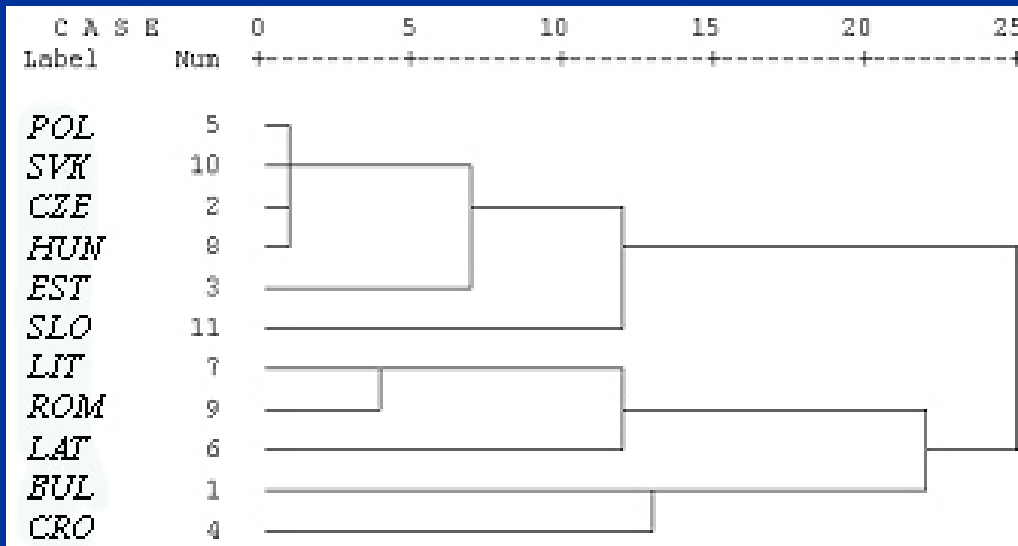 C A S E 0 5 10 15 20 25
Label Num +---------+---------+---------+---------+---------+
POL 5
SVK 10
CZE 2
HUN 8
EST 3
SLO 11
LIT 7
ROM 9
LAT 6
BUL 1
CRO 4